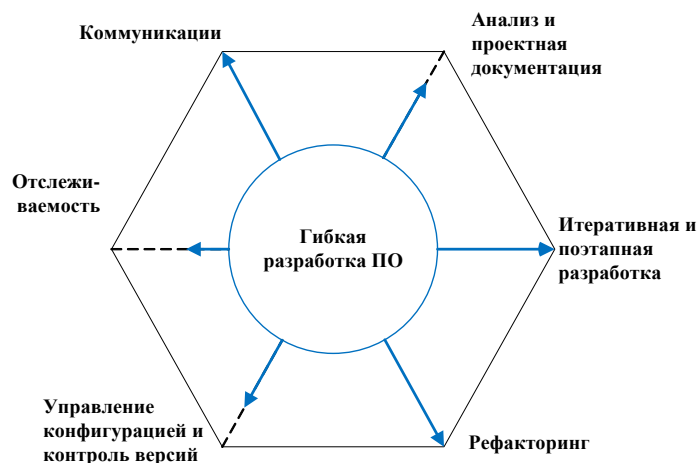 Коммуникации
Анализ и
проектная
документация
Отслежи-
ваемость
Гибкая
разработка ПО
Итеративная и
поэтапная
разработка
Управление
конфигурацией и
контроль версий
Рефакторинг